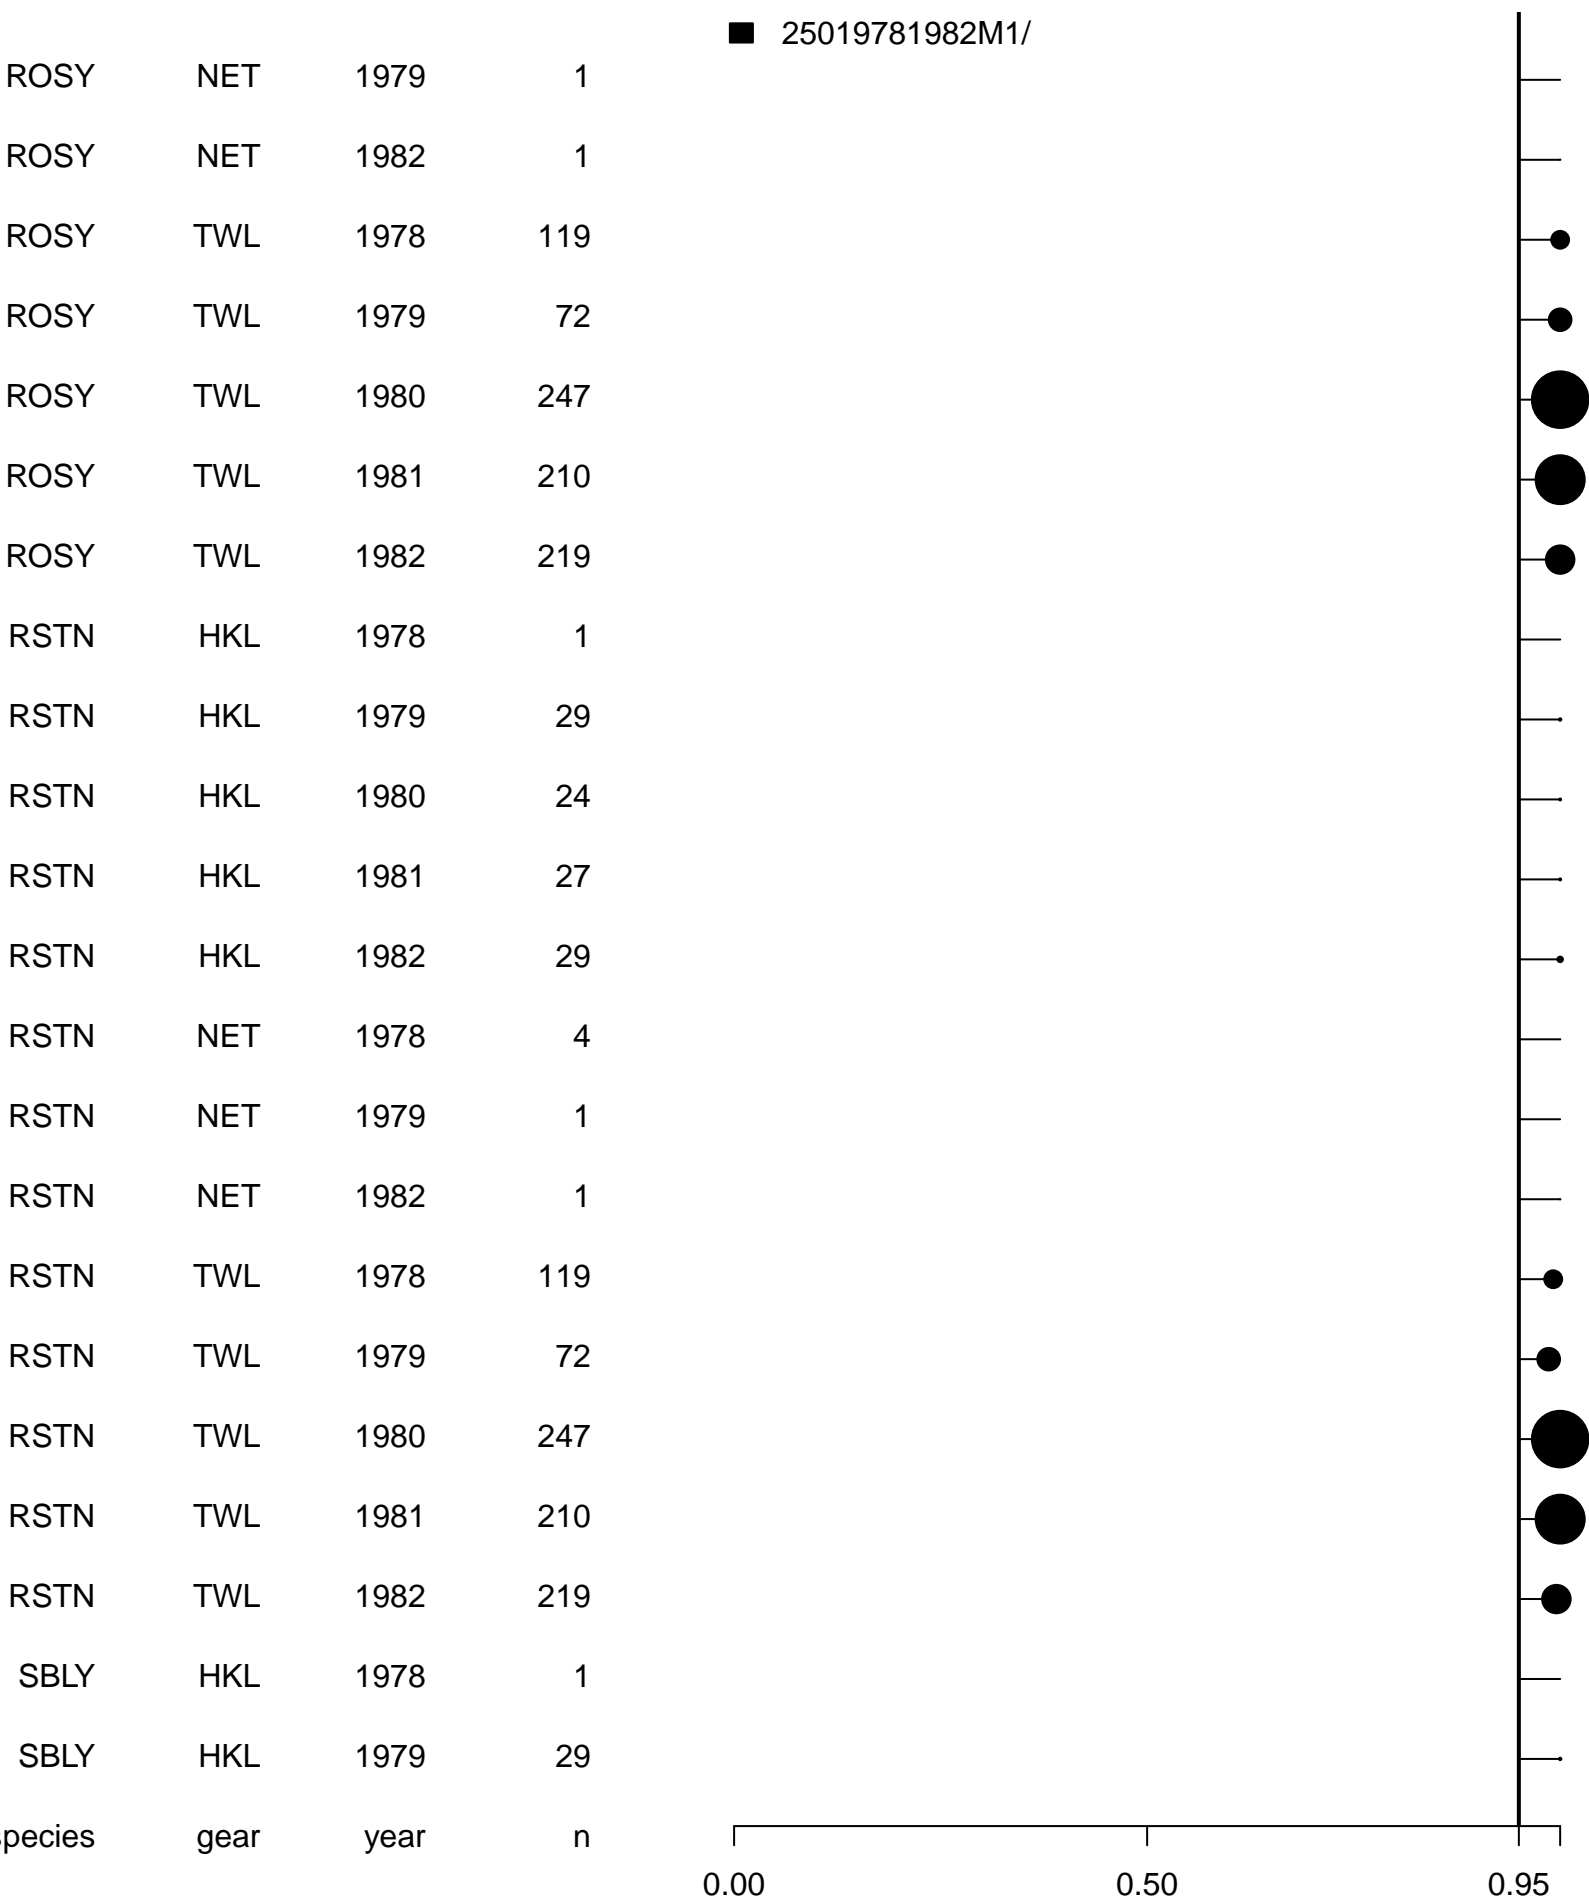 25019781982M1/
ROSY NET 1979 1
ROSY NET 1982 1
ROSY TWL 1978 119
ROSY TWL 1979 72
ROSY TWL 1980 247
ROSY TWL 1981 210
ROSY TWL 1982 219
RSTN HKL 1978 1
RSTN HKL 1979 29
RSTN HKL 1980 24
RSTN HKL 1981 27
RSTN HKL 1982 29
RSTN NET 1978 4
RSTN NET 1979 1
RSTN NET 1982 1
RSTN TWL 1978 119
RSTN TWL 1979 72
RSTN TWL 1980 247
RSTN TWL 1981 210
RSTN TWL 1982 219
SBLY HKL 1978 1
SBLY HKL 1979 29
species gear year n
0.00 0.50 0.95